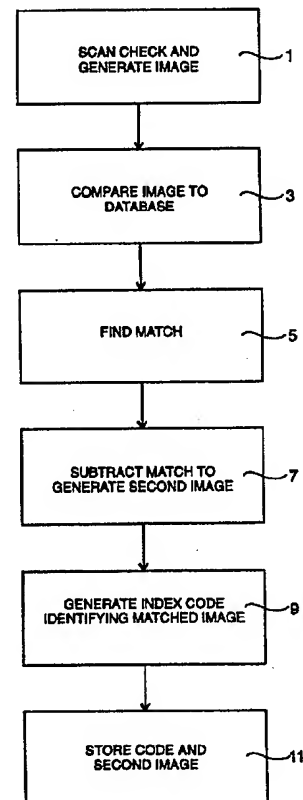 SCAN CHECK AND
GENERATE IMAGE
1
COMPARE IMAGE TO
DATABASE
3
FIND MATCH
5
SUBTRACT MATCH TO
GENERATE SECOND IMAGE
7
GENERATE INDEX CODE
IDENTIFYING MATCHED IMAGE
9
STORE CODE AND
SECOND IMAGE
11